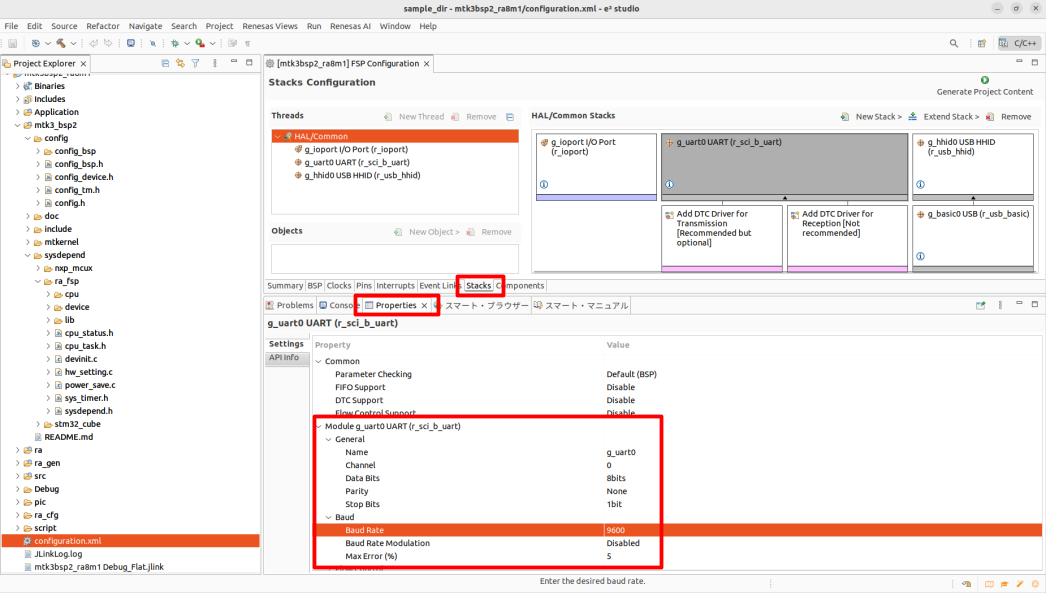 sample_dir - mtk3bsp2_ra8m1/configuration.xml - e² studio
File Edit Source Refactor Navigate Search Project Renesas Views Run Renesas AI Window Help
C/C++
Project Explorer
mtk3bsp2_ra8m1
Binaries
Includes
Application
mtk3_bsp2
config
config_bsp
config_bsp.h
config_device.h
config_tm.h
config.h
doc
include
mtkernel
sysdepend
nxp_mcux
ra_fsp
cpu
device
lib
cpu_status.h
cpu_task.h
devinit.c
hw_setting.c
power_save.c
sys_timer.h
sysdepend.h
stm32_cube
README.md
ra
ra_gen
src
Debug
pic
ra_cfg
script
configuration.xml
JLinkLog.log
mtk3bsp2_ra8m1 Debug_Flat.jlink
[mtk3bsp2_ra8m1] FSP Configuration
Stacks Configuration
Generate Project Content
Threads
New Thread
Remove
HAL/Common
g_ioport I/O Port (r_ioport)
g_uart0 UART (r_sci_b_uart)
g_hhid0 USB HHID (r_usb_hhid)
Objects
New Object >
Remove
HAL/Common Stacks
New Stack >
Extend Stack >
Remove
g_ioport I/O Port
(r_ioport)
g_uart0 UART (r_sci_b_uart)
g_hhid0 USB HHID
(r_usb_hhid)
Add DTC Driver for
Transmission
[Recommended but
optional]
Add DTC Driver for
Reception [Not
recommended]
g_basic0 USB (r_usb_basic)
Summary BSP Clocks Pins Interrupts Event Links Stacks Components
Problems
Console
Properties
スマート・ブラウザー
スマート・マニュアル
g_uart0 UART (r_sci_b_uart)
Settings
API Info
Property Value
Common
Parameter Checking Default (BSP)
FIFO Support Disable
DTC Support Disable
Flow Control Support Disable
Module g_uart0 UART (r_sci_b_uart)
General
Name g_uart0
Channel 0
Data Bits 8bits
Parity None
Stop Bits 1bit
Baud
Baud Rate 9600
Baud Rate Modulation Disabled
Max Error (%) 5
Enter the desired baud rate.